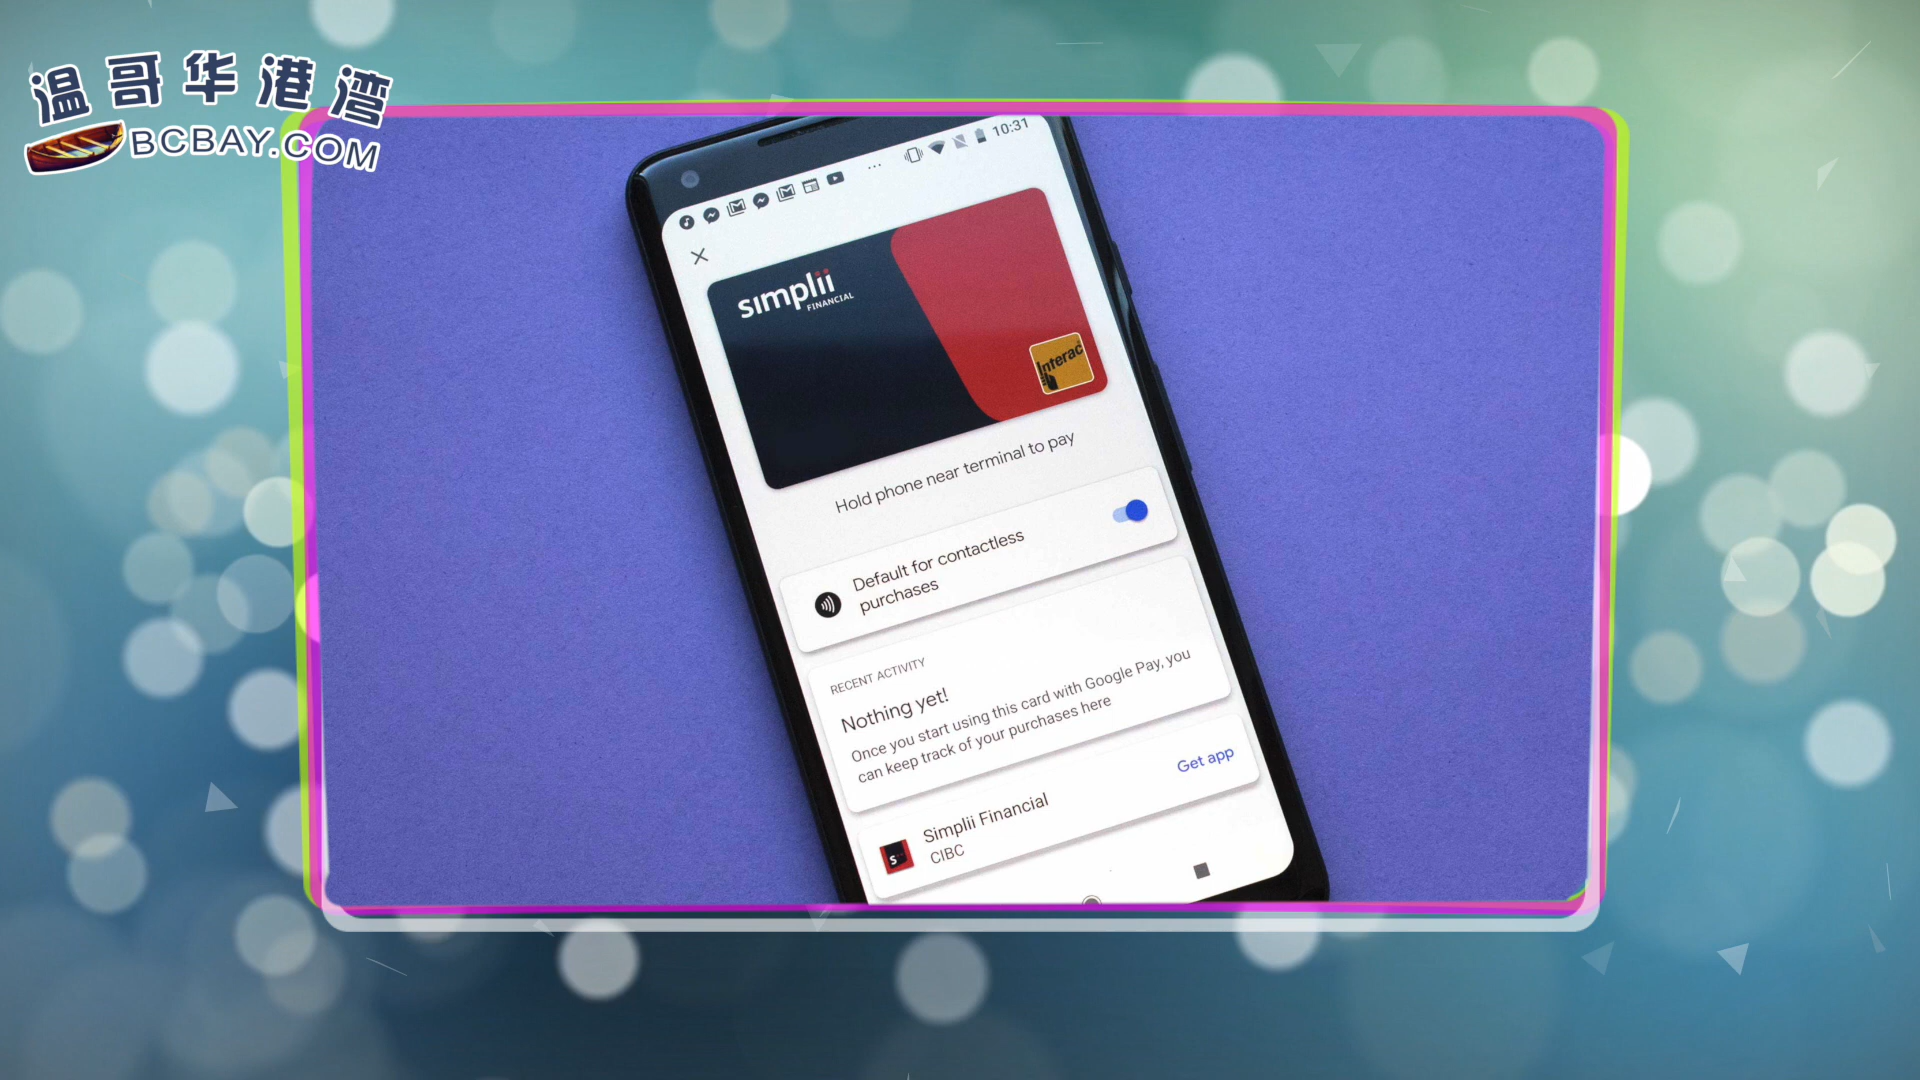 温哥华港湾
BCBAY.COM
10:31
simplii
FINANCIAL
Interac
Hold phone near terminal to pay
Default for contactless
purchases
RECENT ACTIVITY
Nothing yet!
Once you start using this card with Google Pay, you
can keep track of your purchases here
Get app
S
Simplii Financial
CIBC